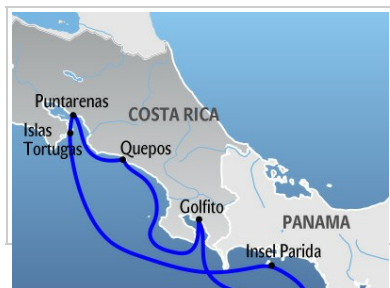 Puntarenas
COSTA RICA
Islas
Tortugas
Quepos
Golfito
PANAMA
Insel Parida